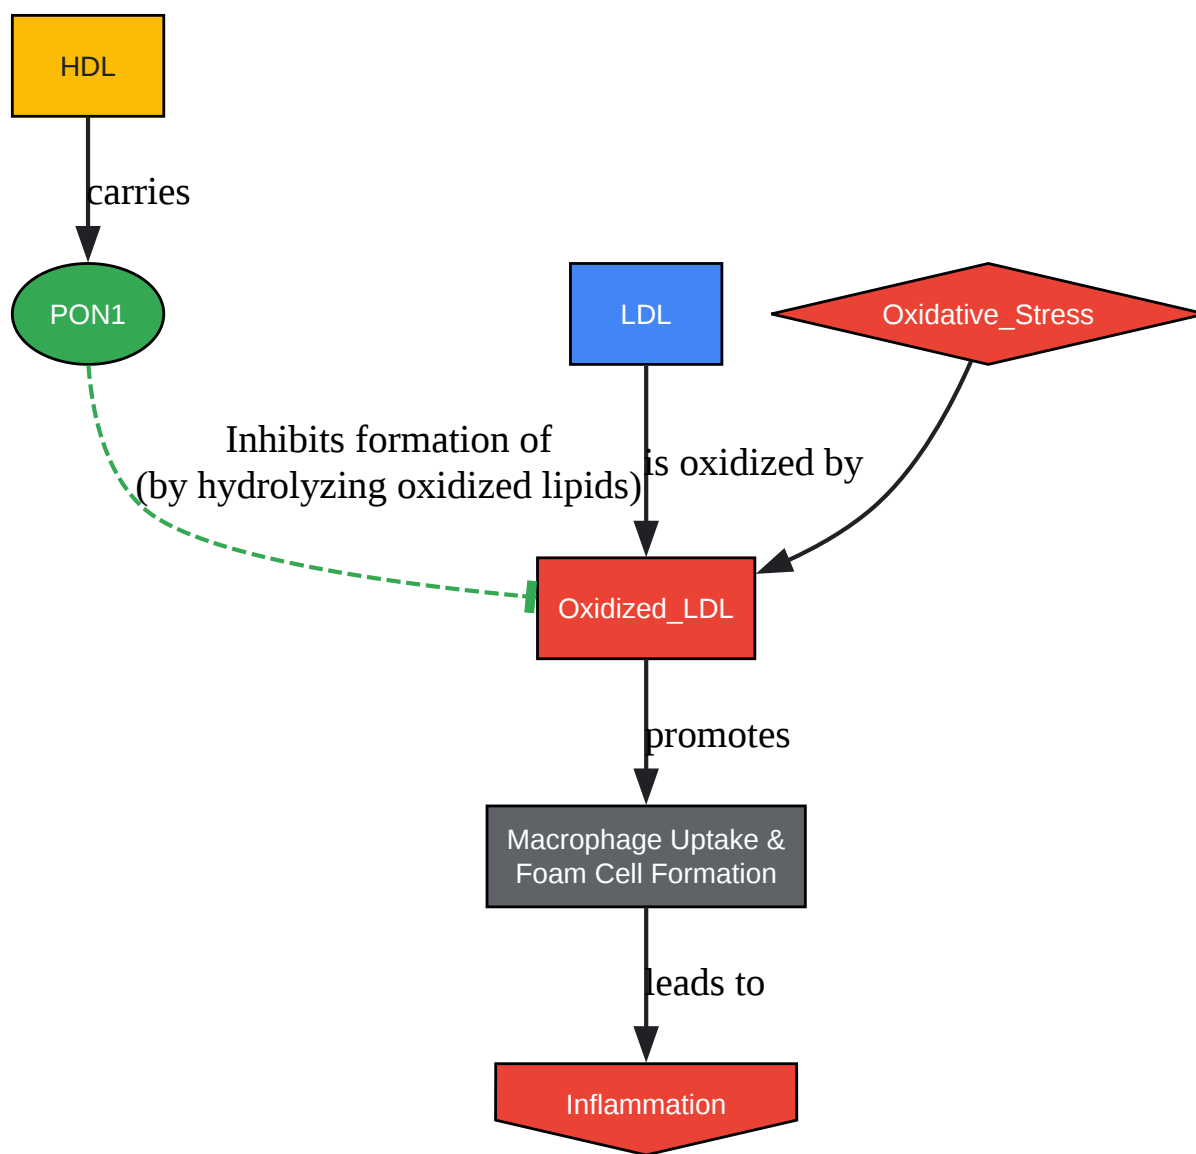 HDL
carries
PON1
LDL
Oxidative_Stress
Inhibits formation of
(by hydrolyzing oxidized lipids)
is oxidized by
Oxidized_LDL
promotes
Macrophage Uptake &
Foam Cell Formation
leads to
Inflammation